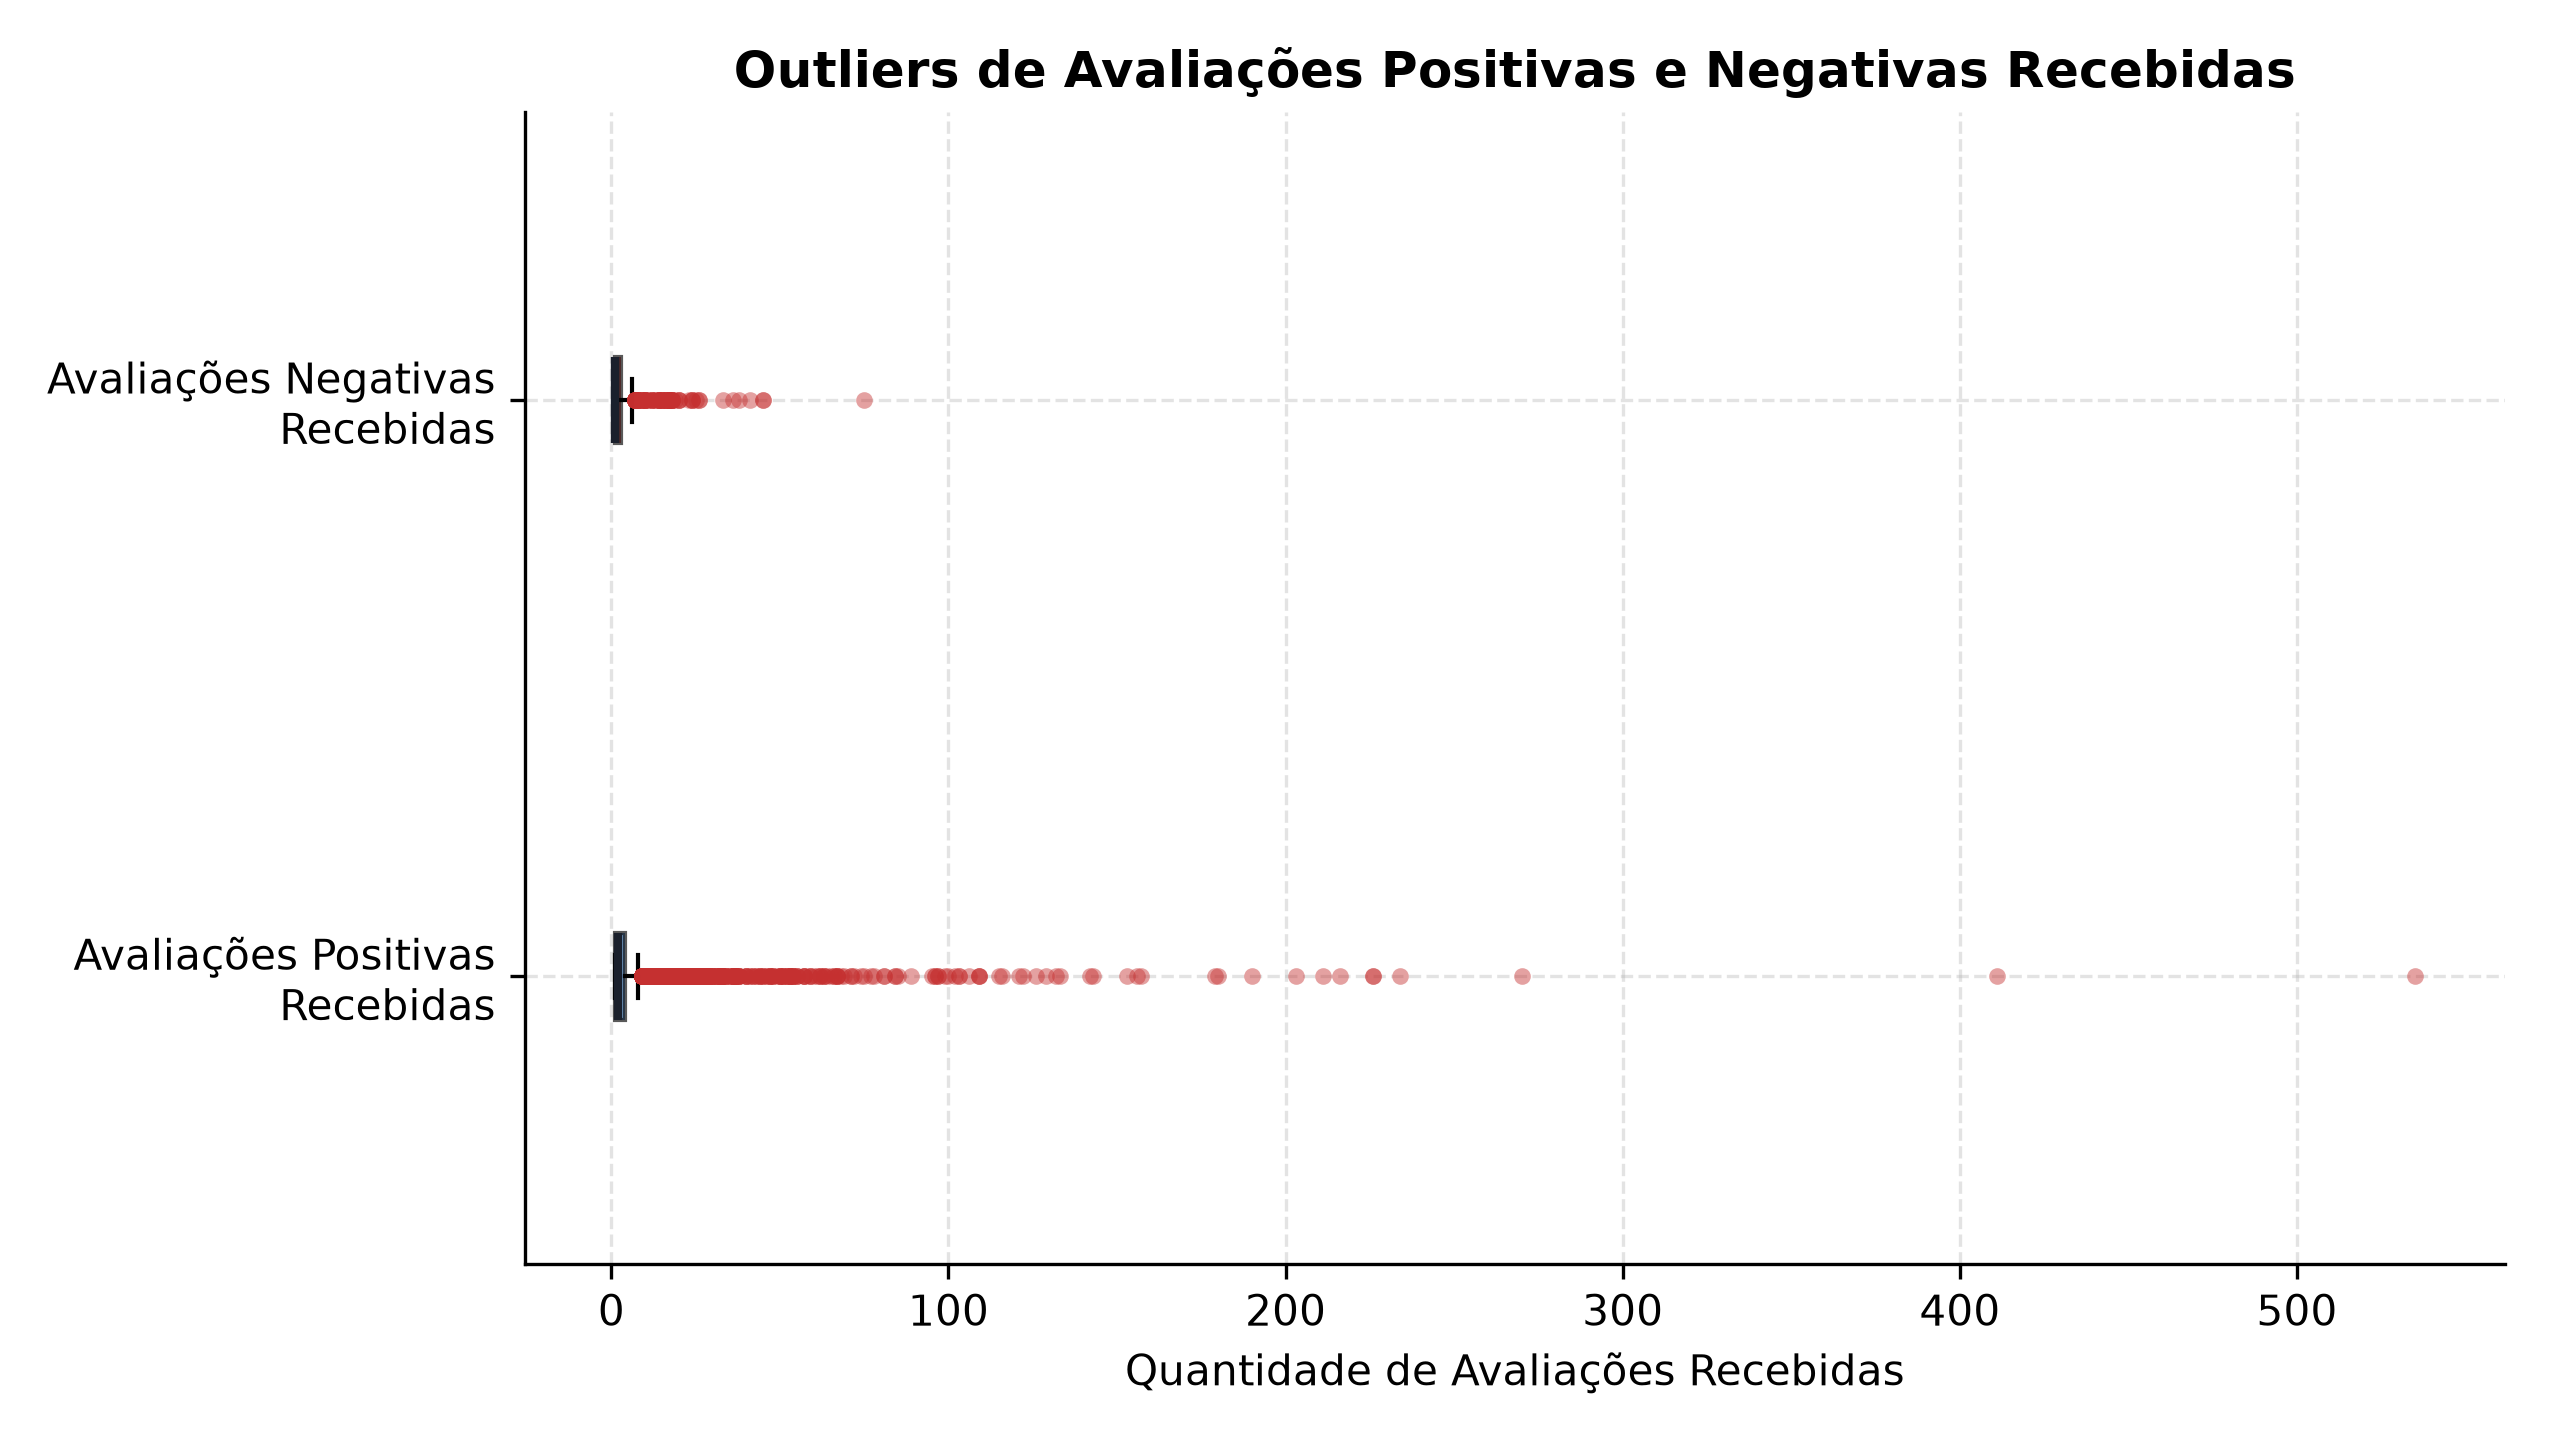 Outliers de Avaliações Positivas e Negativas Recebidas
Avaliações Negativas
Recebidas
Avaliações Positivas
Recebidas
0 100 200 300 400 500
Quantidade de Avaliações Recebidas